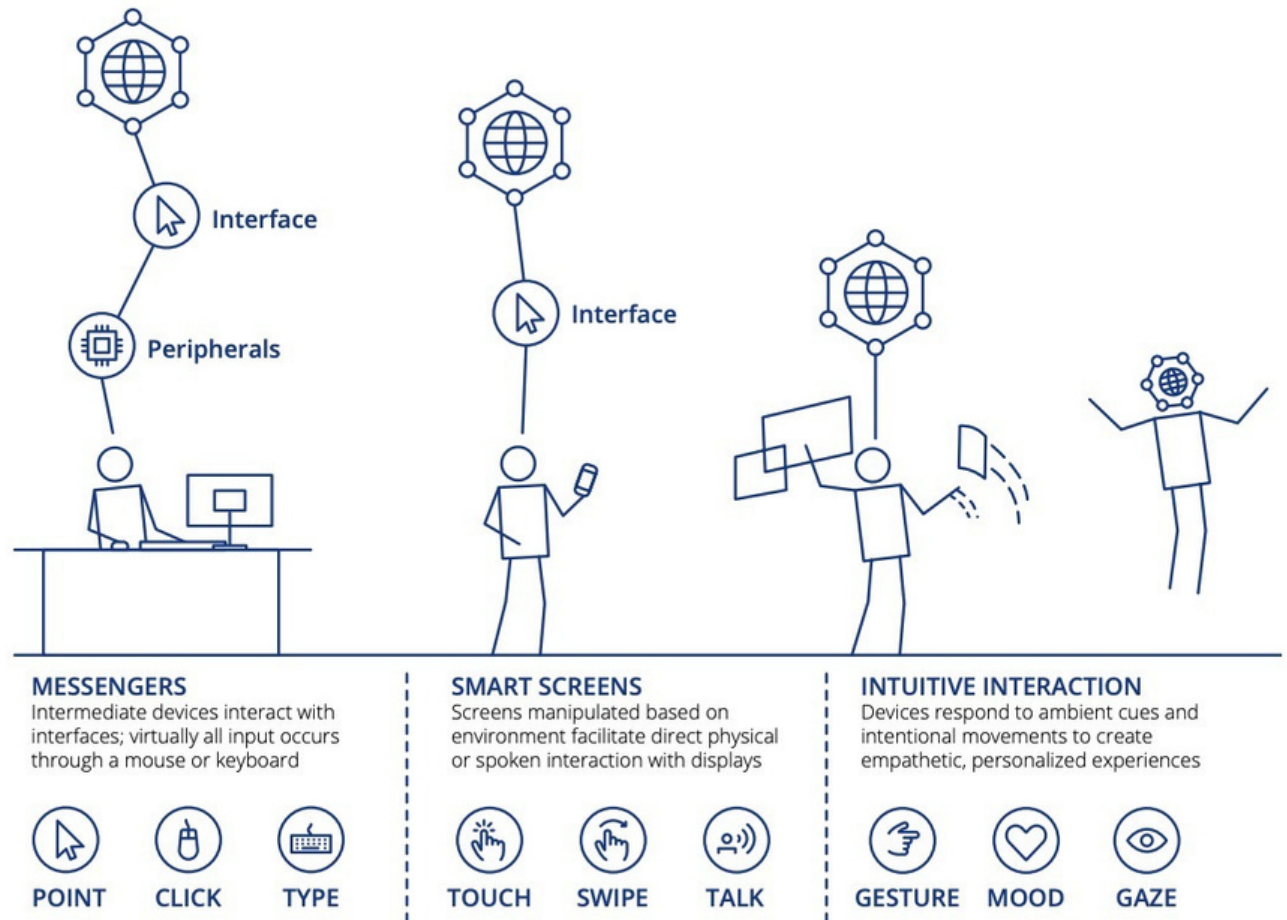 Interface
Peripherals
Interface
MESSENGERS
Intermediate devices interact with
interfaces; virtually all input occurs
through a mouse or keyboard
POINT
CLICK
TYPE
SMART SCREENS
Screens manipulated based on
environment facilitate direct physical
or spoken interaction with displays
TOUCH
SWIPE
TALK
INTUITIVE INTERACTION
Devices respond to ambient cues and
intentional movements to create
empathetic, personalized experiences
GESTURE
MOOD
GAZE